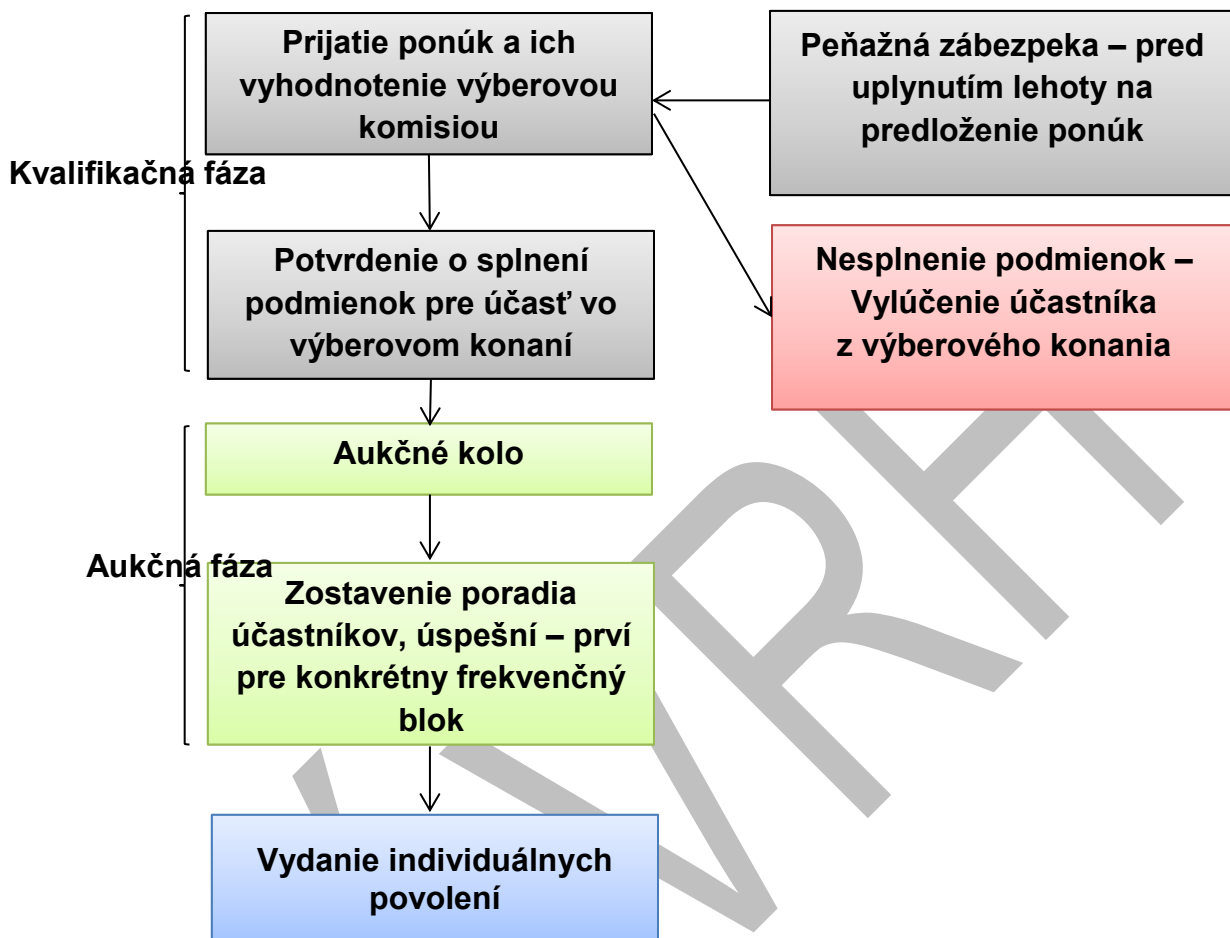 Prijatie ponúk a ich
vyhodnotenie výberovou
komisiou
Peňažná zábezpeka – pred
uplynutím lehoty na
predloženie ponúk
Kvalifikačná fáza
Potvrdenie o splnení
podmienok pre účasť vo
výberovom konaní
Nesplnenie podmienok –
Vylúčenie účastníka
z výberového konania
Aukčné kolo
Aukčná fáza
Zostavenie poradia
účastníkov, úspešní – prví
pre konkrétny frekvenčný
blok
Vydanie individuálnych
povolení